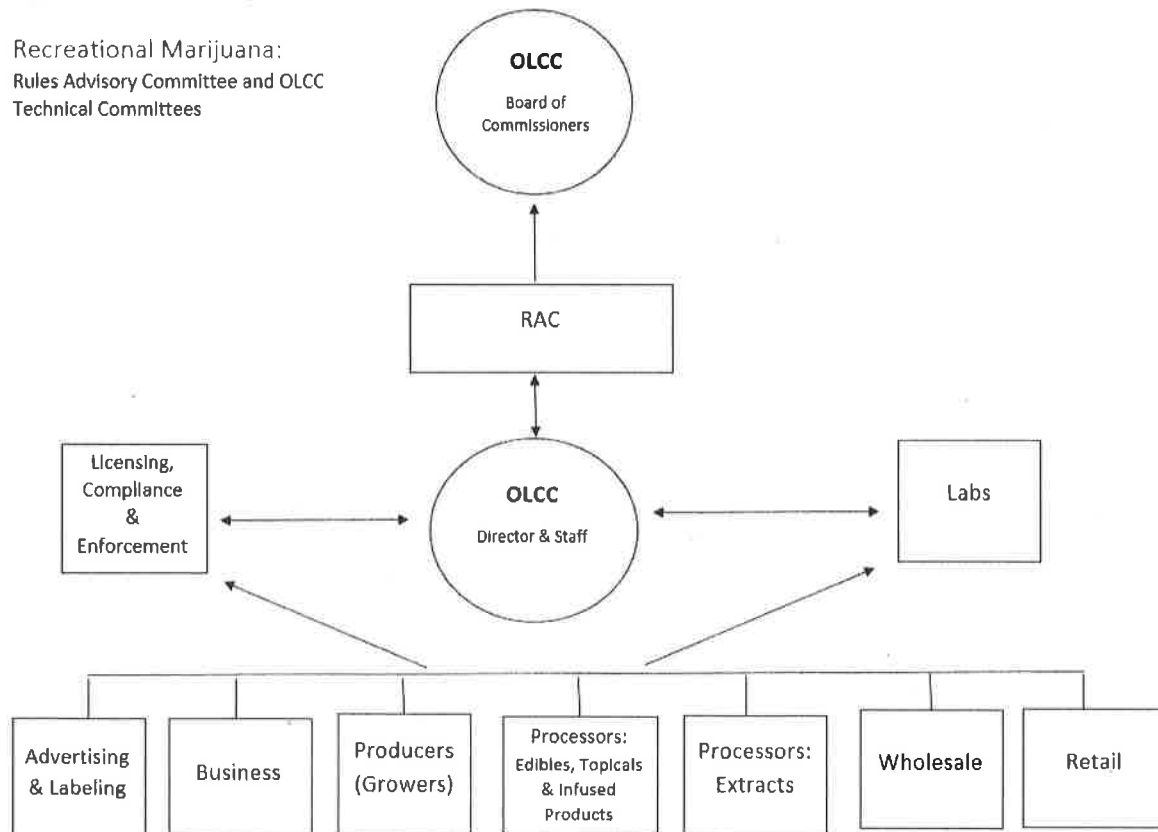 Recreational Marijuana:
Rules Advisory Committee and OLCC
Technical Committees
OLCC
Board of
Commissioners
RAC
Licensing,
Compliance
&
Enforcement
OLCC
Director & Staff
Labs
Advertising
& Labeling
Business
Producers
(Growers)
Processors:
Edibles, Topicals
& Infused
Products
Processors:
Extracts
Wholesale
Retail